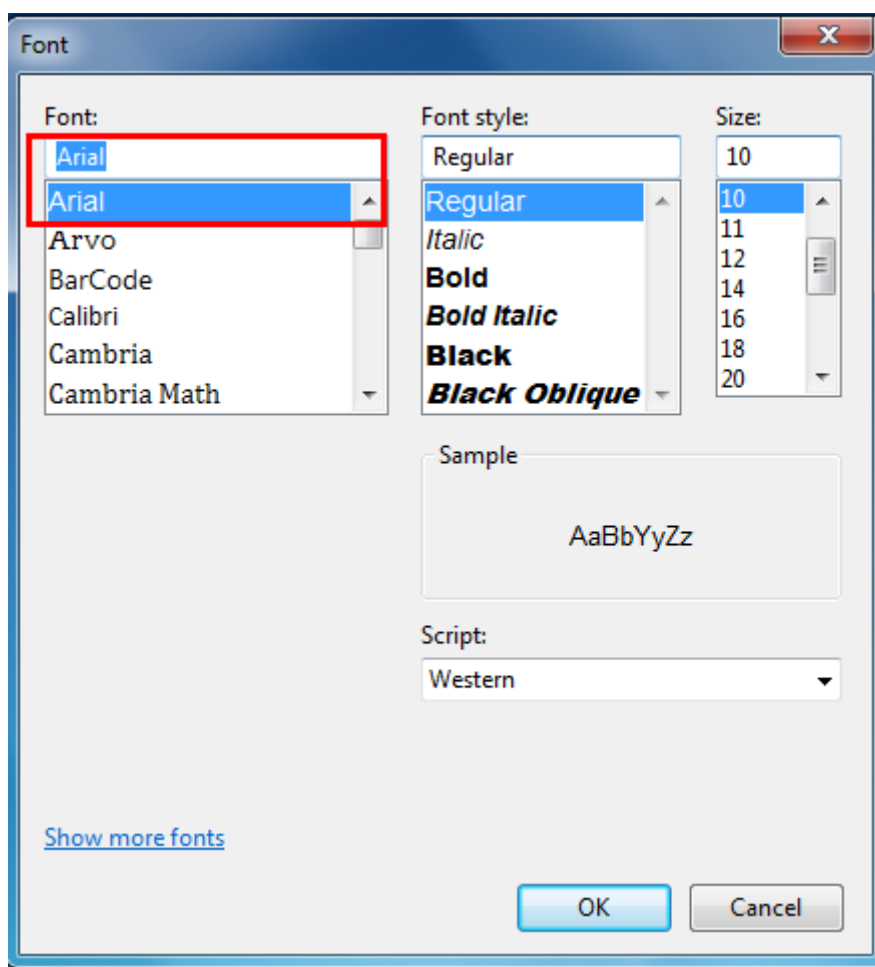 Font
Font:
Arial
Arial
Arvo
BarCode
Calibri
Cambria
Cambria Math
Font style:
Regular
Regular
Italic
Bold
Bold Italic
Black
Black Oblique
Size:
10
10
11
12
14
16
18
20
Sample
AaBbYyZz
Script:
Western
Show more fonts
OK
Cancel